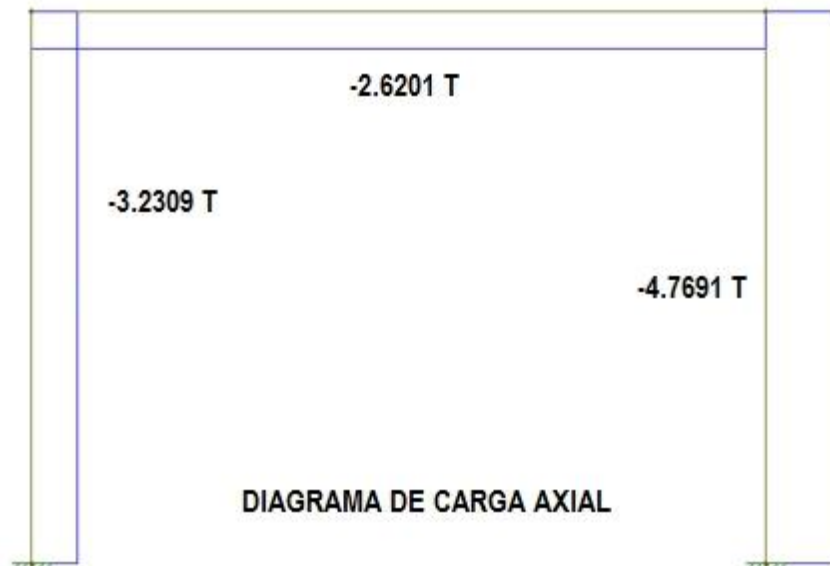 -2.6201 T
-3.2309 T
-4.7691 T
DIAGRAMA DE CARGA AXIAL